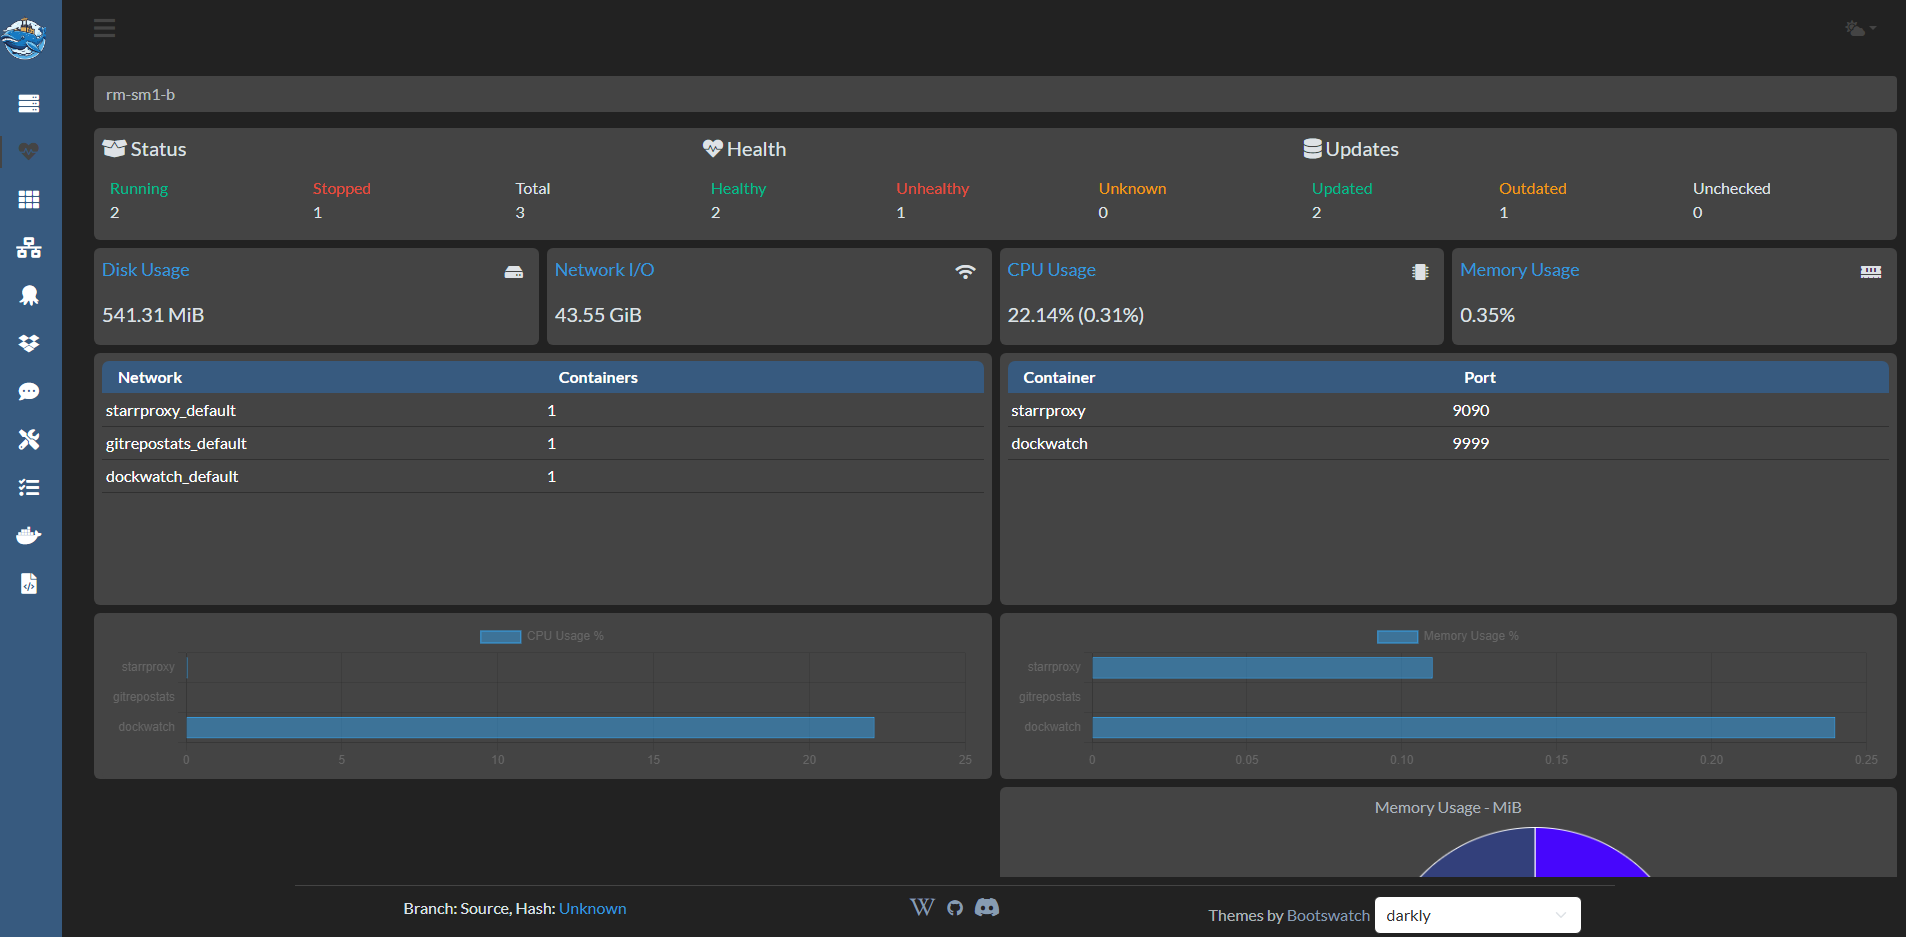 rm-sm1-b
Status Health Updates
Running Stopped Total Healthy Unhealthy Unknown Updated Outdated Unchecked
2 1 3 2 1 0 2 1 0
Disk Usage Network I/O CPU Usage Memory Usage
541.31 MiB 43.55 GiB 22.14% (0.31%) 0.35%
Network Containers
starrproxy_default 1
gitrepostats_default 1
dockwatch_default 1
Container Port
starrproxy 9090
dockwatch 9999
CPU Usage %
starrproxy
gitrepostats
dockwatch
0 5 10 15 20 25
Memory Usage %
starrproxy
gitrepostats
dockwatch
0 0.05 0.10 0.15 0.20 0.25
Memory Usage - MiB
Branch: Source, Hash: Unknown W Themes by Bootswatch darkly